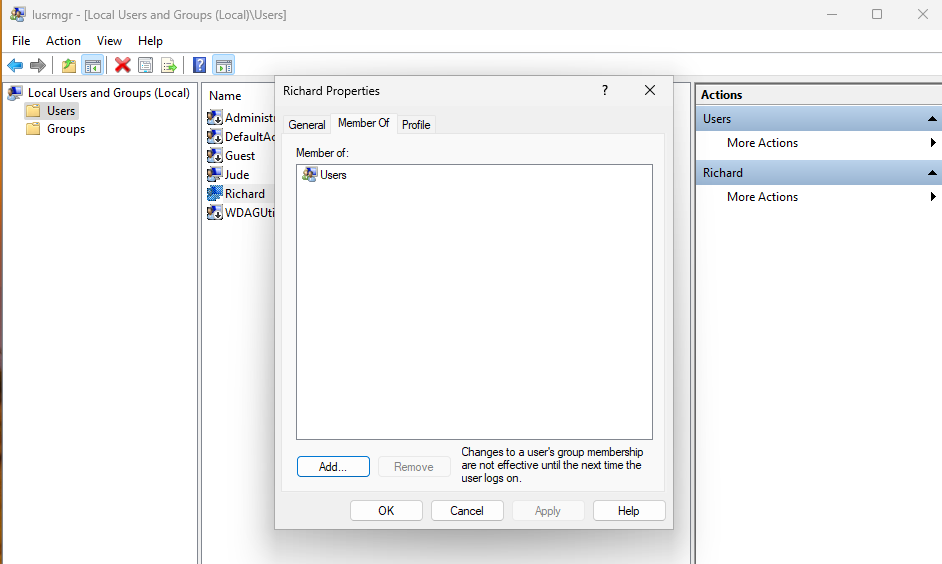 lusrmgr - [Local Users and Groups (Local)\Users]
File Action View Help
Local Users and Groups (Local)
Users
Groups
Name
Administ
DefaultAc
Guest
Jude
Richard
WDAGUti
Richard Properties
?
General Member Of Profile
Member of:
Users
Add... Remove
Changes to a user's group membership
are not effective until the next time the
user logs on.
OK Cancel Apply Help
Actions
Users
More Actions
Richard
More Actions